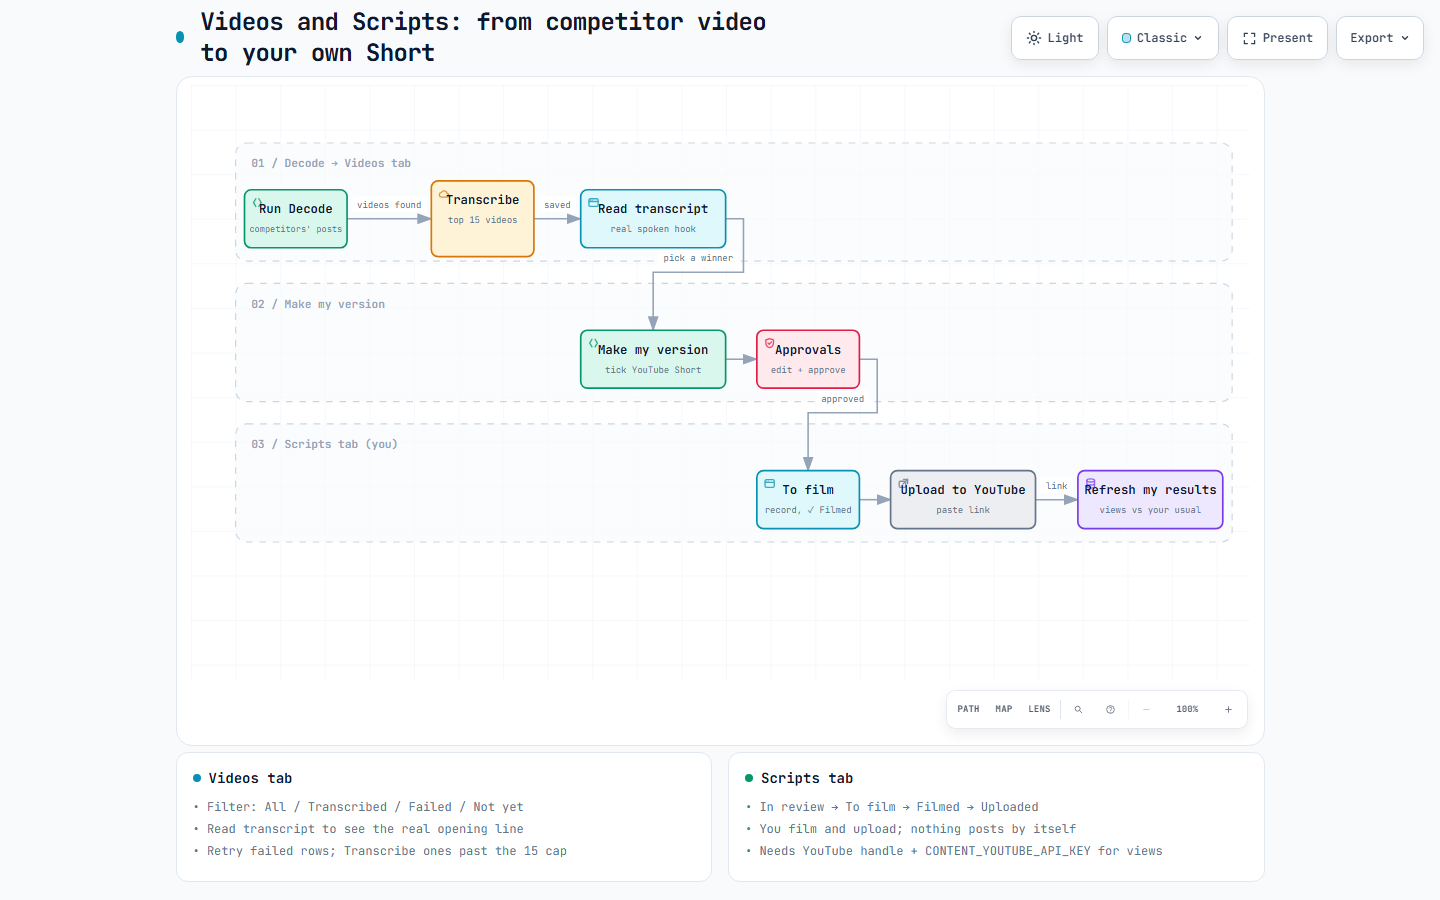 Videos and Scripts: from competitor video
to your own Short
Light
Classic
Present
Export
01 / Decode → Videos tab
Run Decode
competitors' posts
videos found
Transcribe
top 15 videos
saved
Read transcript
real spoken hook
pick a winner
02 / Make my version
Make my version
tick YouTube Short
Approvals
edit + approve
approved
03 / Scripts tab (you)
To film
record, ✓ Filmed
Upload to YouTube
paste link
link
Refresh my results
views vs your usual
PATH
MAP
LENS
100%
Videos tab
• Filter: All / Transcribed / Failed / Not yet
• Read transcript to see the real opening line
• Retry failed rows; Transcribe ones past the 15 cap
Scripts tab
• In review → To film → Filmed → Uploaded
• You film and upload; nothing posts by itself
• Needs YouTube handle + CONTENT_YOUTUBE_API_KEY for views